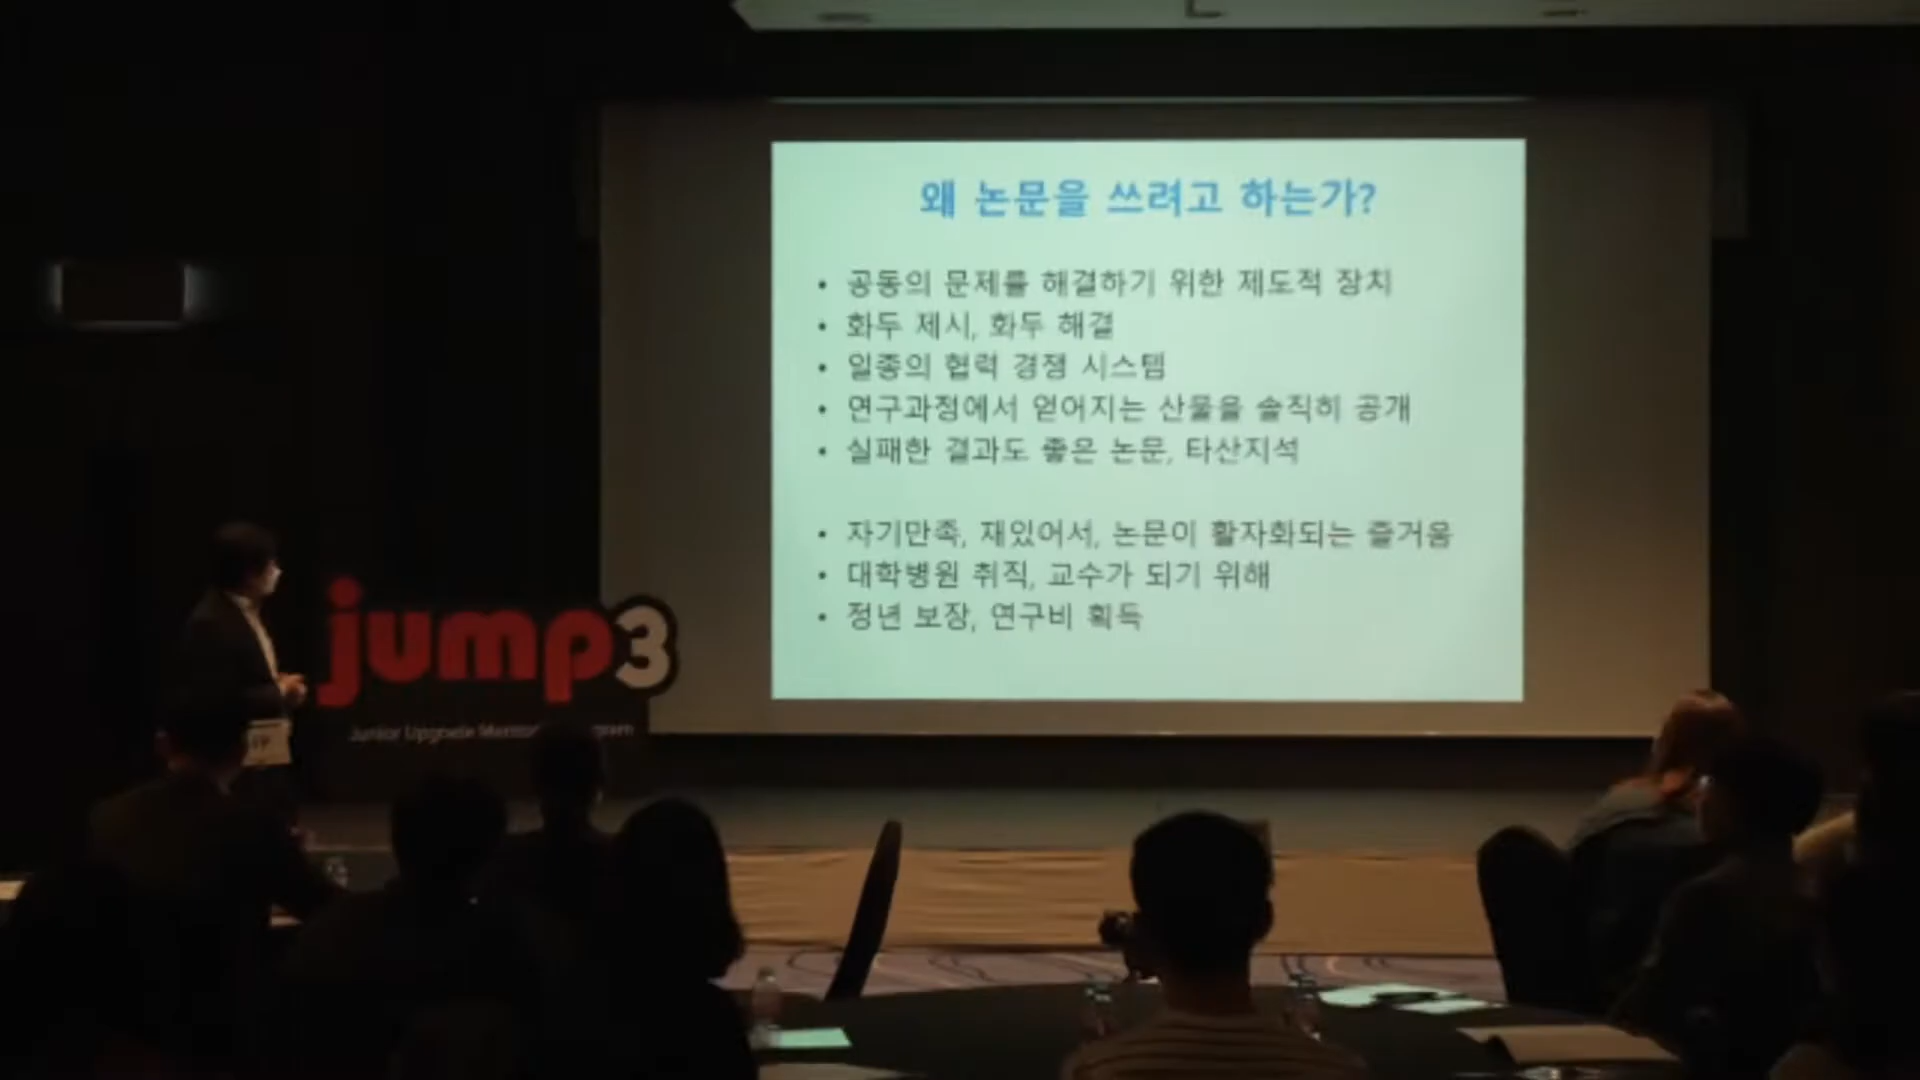 왜 논문을 쓰려고 하는가?
• 공동의 문제를 해결하기 위한 제도적 장치
• 화두 제시, 화두 해결
• 일종의 협력 경쟁 시스템
• 연구과정에서 얻어지는 산물을 솔직히 공개
• 실패한 결과도 좋은 논문, 타산지석
• 자기만족, 재있어서, 논문이 활자화되는 즐거움
• 대학병원 취직, 교수가 되기 위해
• 정년 보장, 연구비 획득
jump3
Junior Upgrade